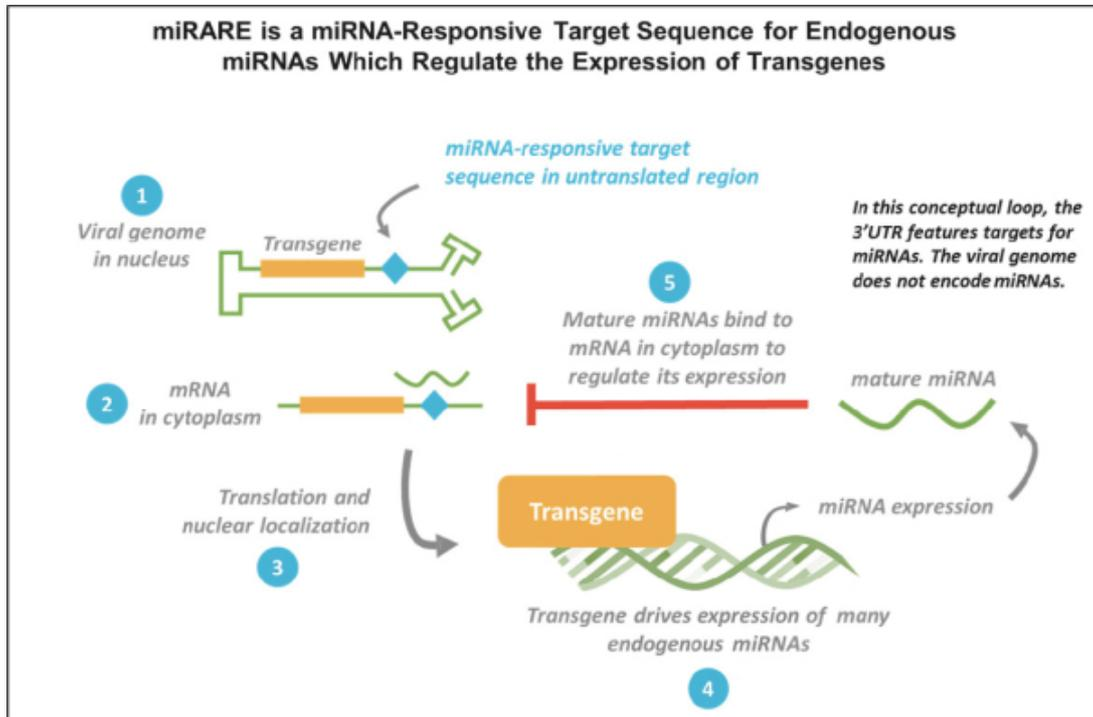 miRARE is a miRNA-Responsive Target Sequence for Endogenous
miRNAs Which Regulate the Expression of Transgenes
miRNA-responsive target
sequence in untranslated region
1
Viral genome
in nucleus
Transgene
In this conceptual loop, the
3'UTR features targets for
miRNAs. The viral genome
does not encode miRNAs.
5
Mature miRNAs bind to
mRNA in cytoplasm to
regulate its expression
2
mRNA
in cytoplasm
mature miRNA
Translation and
nuclear localization
3
Transgene
miRNA expression
Transgene drives expression of many
endogenous miRNAs
4